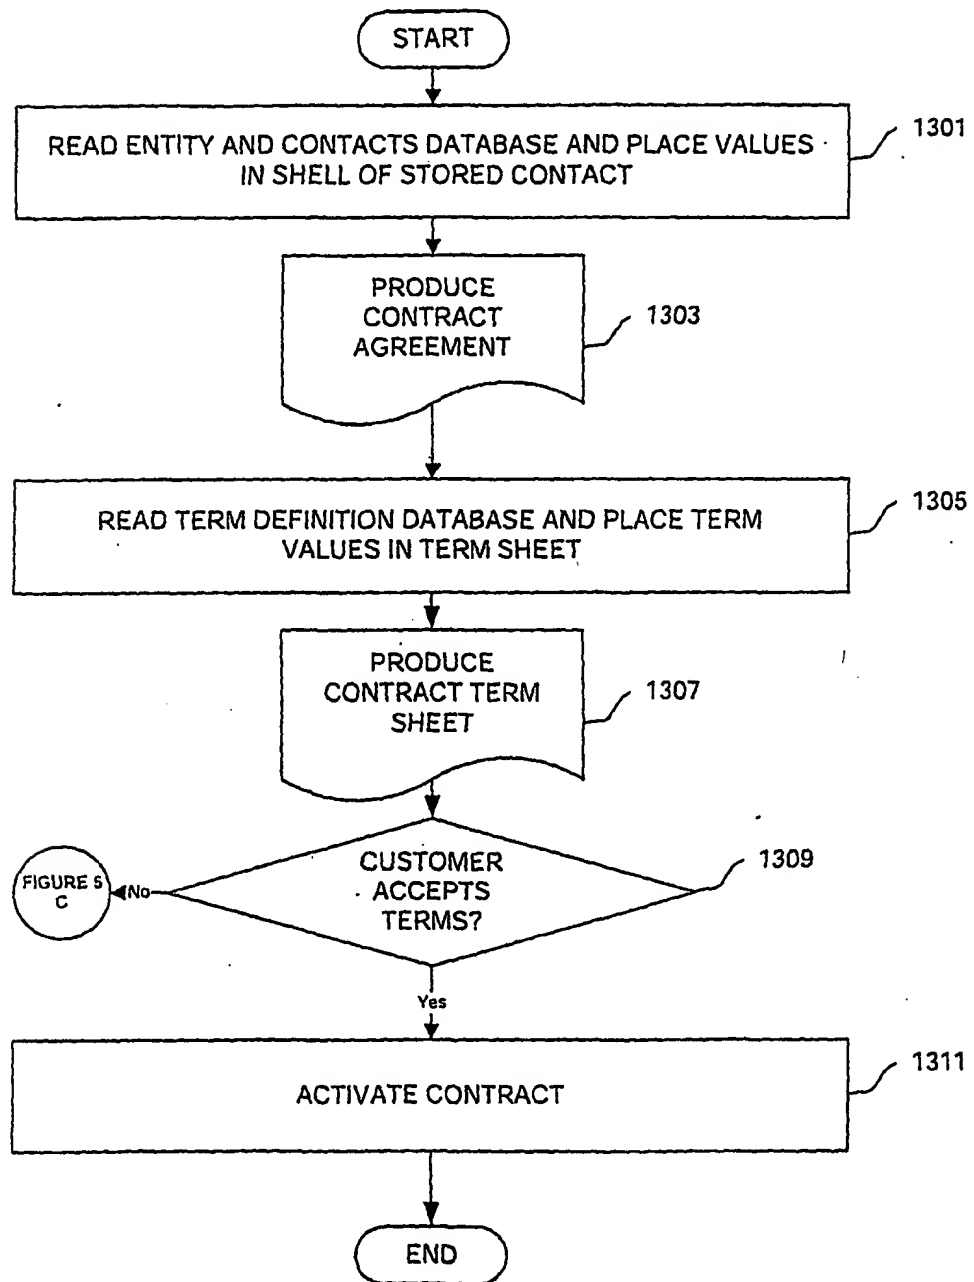 START
READ ENTITY AND CONTACTS DATABASE AND PLACE VALUES
IN SHELL OF STORED CONTACT
1301
PRODUCE
CONTRACT
AGREEMENT
1303
READ TERM DEFINITION DATABASE AND PLACE TERM
VALUES IN TERM SHEET
1305
PRODUCE
CONTRACT TERM
SHEET
1307
CUSTOMER
ACCEPTS
TERMS?
1309
FIGURE 5
C
No
Yes
ACTIVATE CONTRACT
1311
END